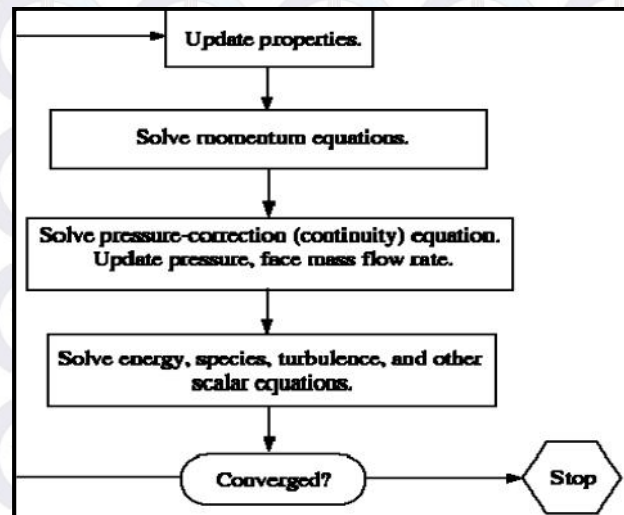 Update properties.
Solve momentum equations.
Solve pressure-correction (continuity) equation.
Update pressure, face mass flow rate.
Solve energy, species, turbulence, and other
scalar equations.
Converged?
Stop